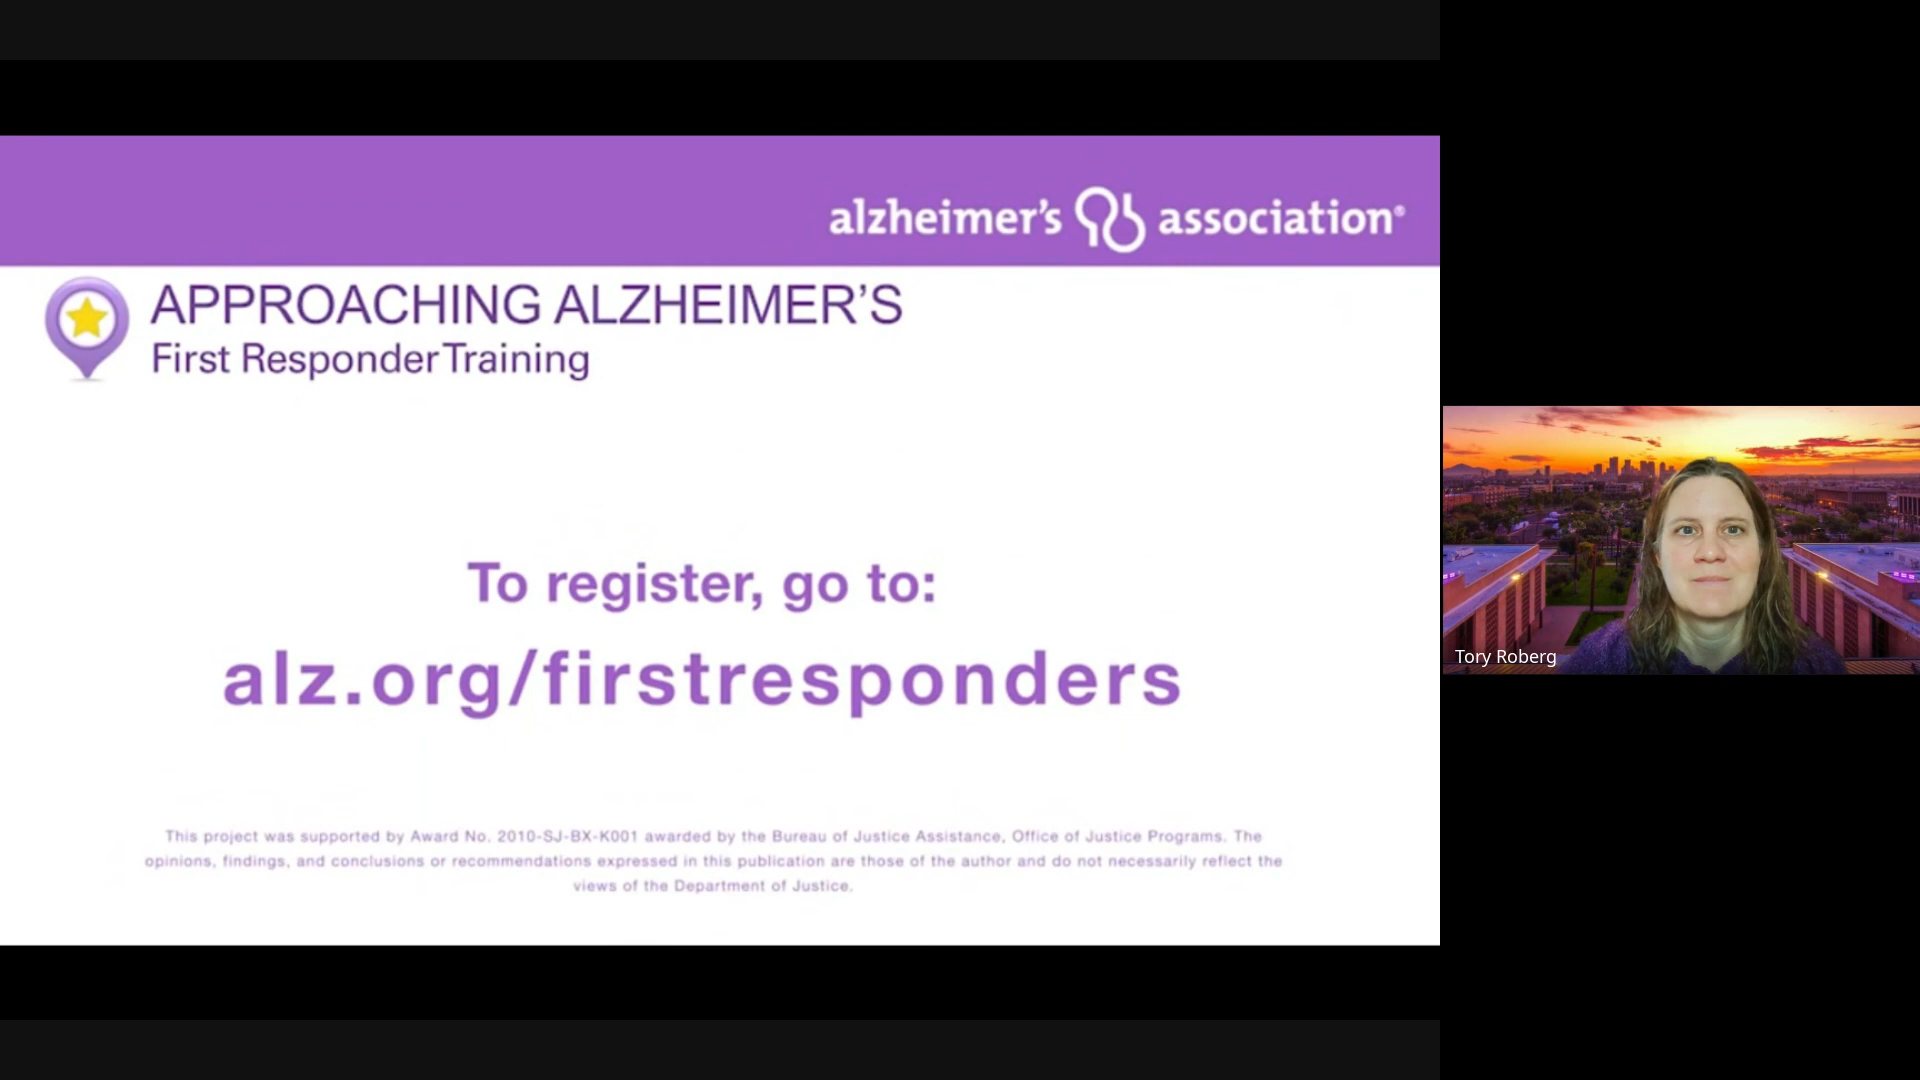 alzheimer's association®
APPROACHING ALZHEIMER'S
First Responder Training
To register, go to:
alz.org/firstresponders
This project was supported by Award No. 2010-SJ-BX-K001 awarded by the Bureau of Justice Assistance, Office of Justice Programs. The
opinions, findings, and conclusions or recommendations expressed in this publication are those of the author and do not necessarily reflect the
views of the Department of Justice.
Tory Roberg